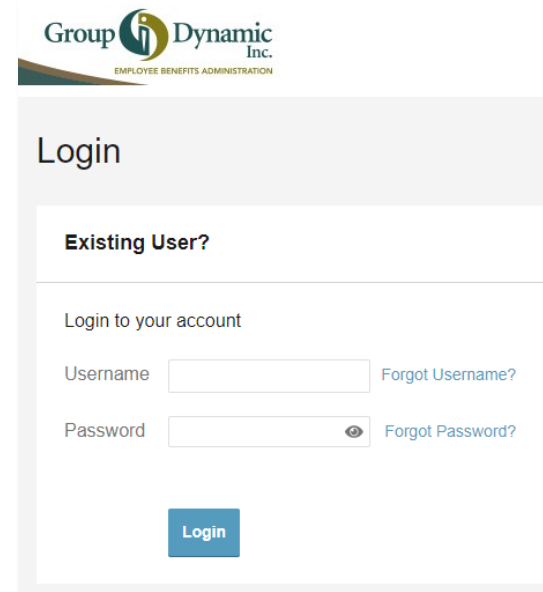 Group Dynamic
Inc.
EMPLOYEE BENEFITS ADMINISTRATION
Login
Existing User?
Login to your account
Username Forgot Username?
Password Forgot Password?
Login